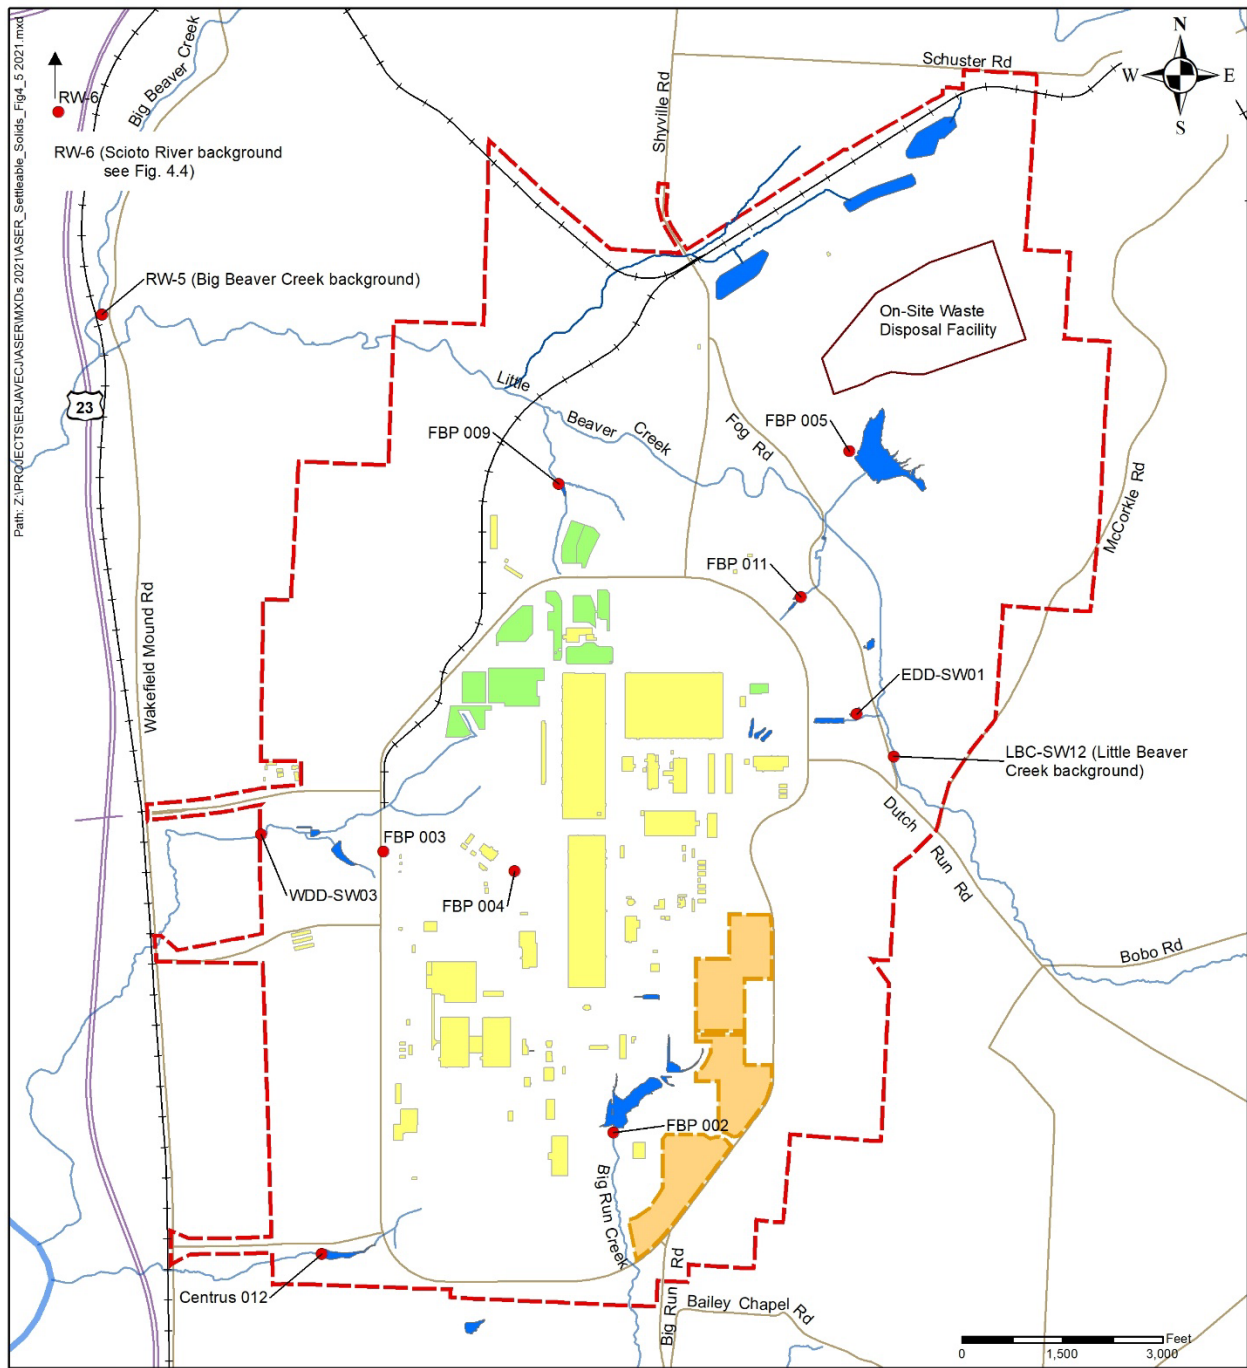 Path: Z:\PROJECTS\ERJAVECJA\ASER\MXDs 2021\ASER_Settleable_Solids_Fig4_5 2021.mxd
Big Beaver Creek
RW-6
RW-6 (Scioto River background
see Fig. 4.4)
Shyville Rd
Schuster Rd
N
W
E
S
RW-5 (Big Beaver Creek background)
On-Site Waste
Disposal Facility
23
Little
Beaver
Creek
Fog Rd
FBP 009
FBP 005
McCorkle Rd
FBP 011
Wakefield Mound Rd
EDD-SW01
LBC-SW12 (Little Beaver
Creek background)
Dutch
Run
Rd
FBP 003
WDD-SW03
FBP 004
Bobo Rd
FBP 002
Big Run Creek
Centrus 012
Big Run Rd
Bailey Chapel Rd
Feet
0
1,500
3,000